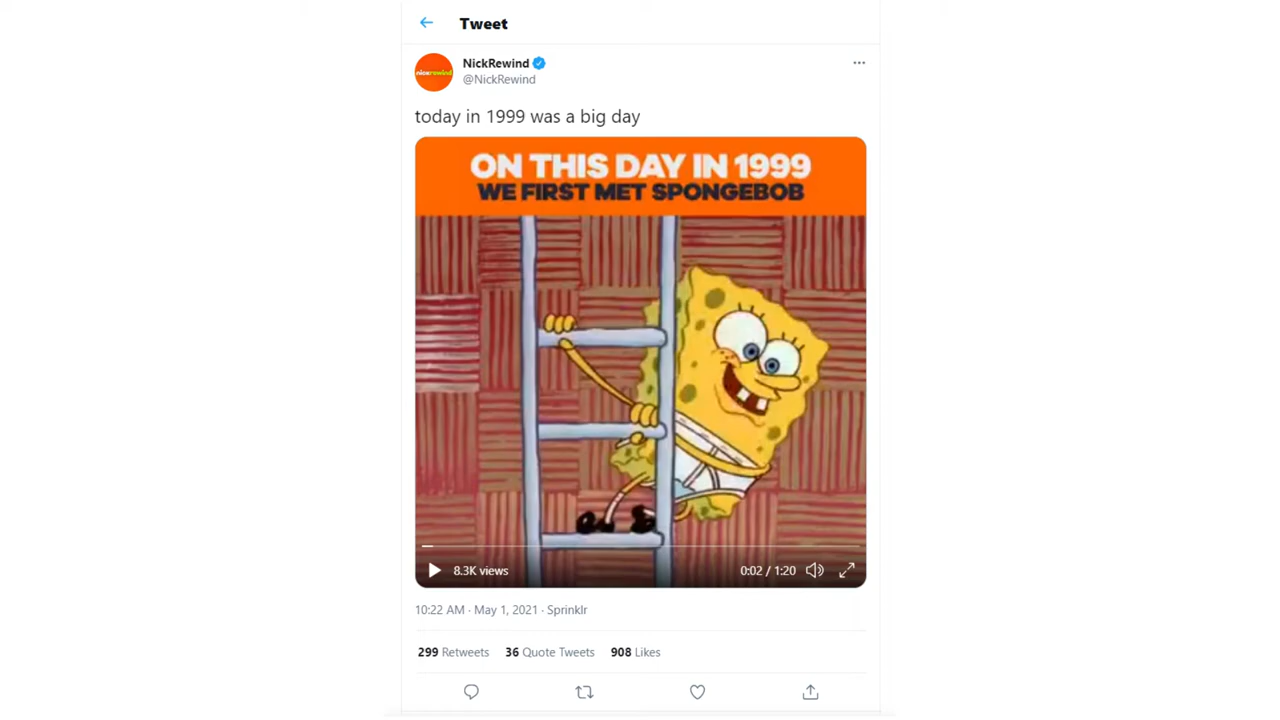 Tweet
nickrewind
NickRewind
@NickRewind
today in 1999 was a big day
ON THIS DAY IN 1999
WE FIRST MET SPONGEBOB
8.3K views
0:02 / 1:20
10:22 AM · May 1, 2021 · Sprinklr
299 Retweets 36 Quote Tweets 908 Likes